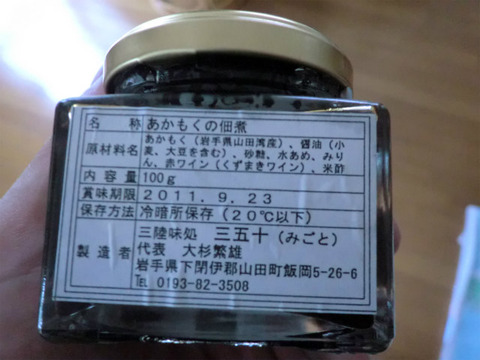 名 称 あかもくの佃煮
原材料名 あかもく（岩手県山田湾産）、醤油（小
麦、大豆を含む）、砂糖、水あめ、みり
ん、赤ワイン（くずまきワイン）、米酢
内 容 量 100g
賞味期限 2011.9.23
保存方法 冷暗所保存（20℃以下）
製造者 三陸味処 三五十（みごと）
代表 大杉繁雄
岩手県下閉伊郡山田町飯岡5-26-6
TEL 0193-82-3508